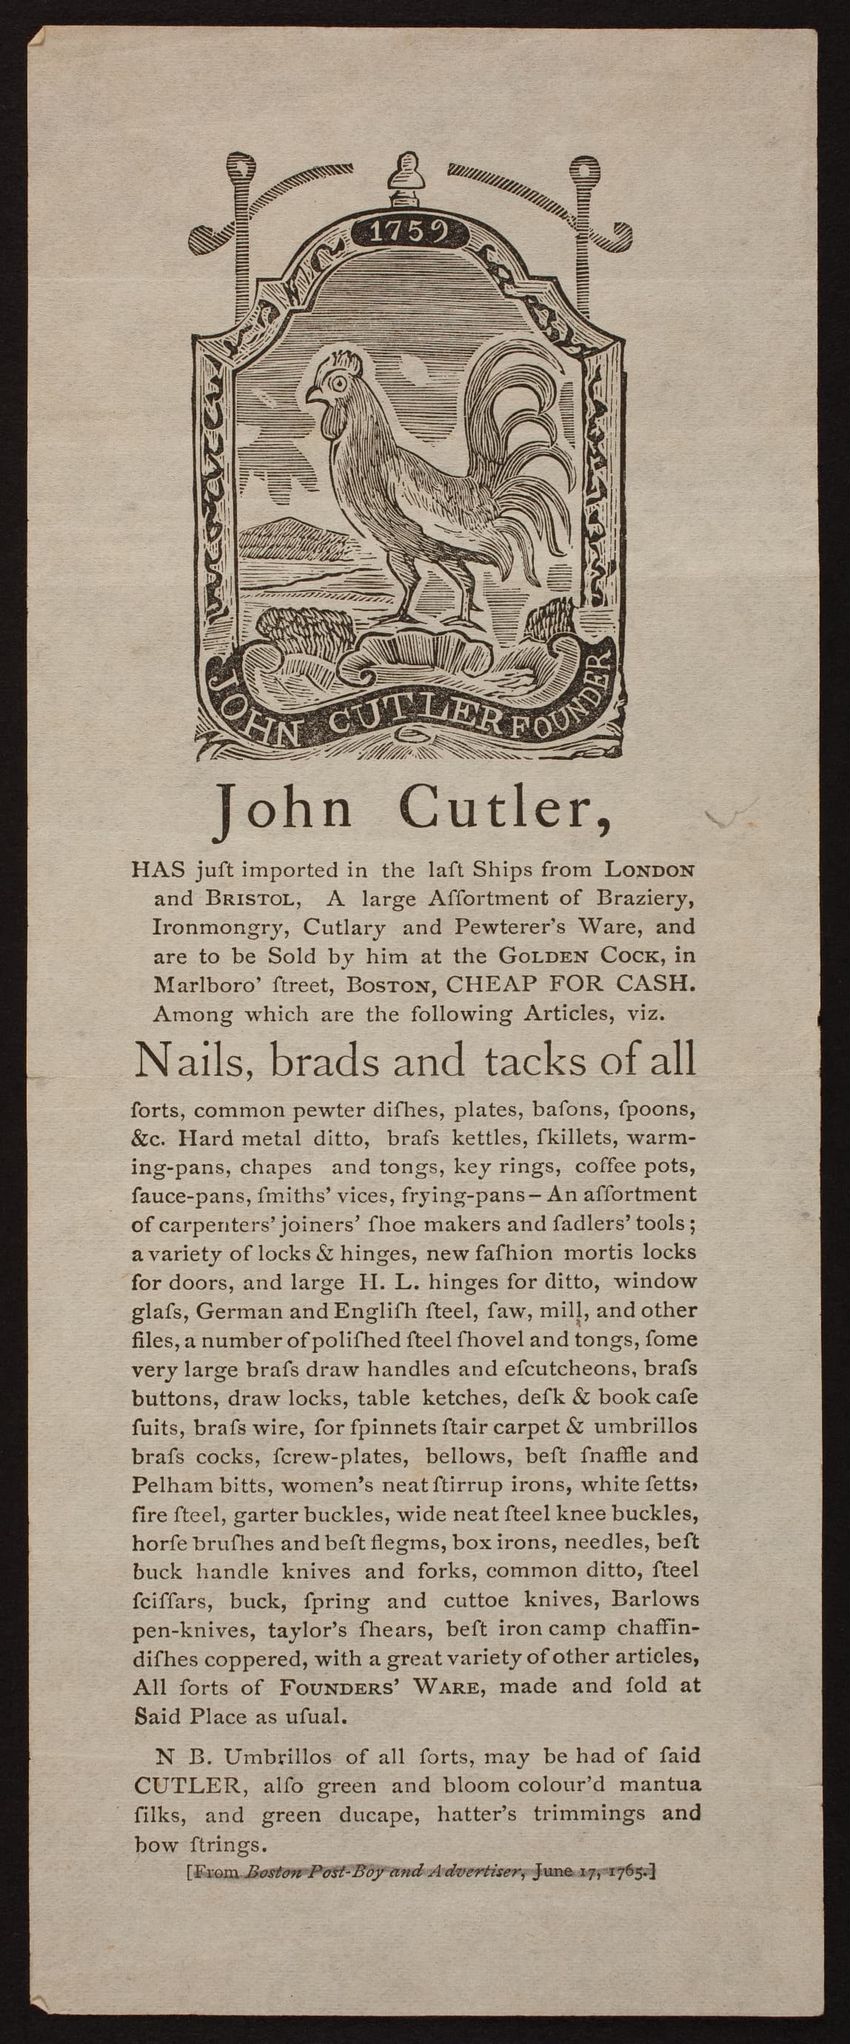 1759
JOHN CUTLER FOUNDER
John Cutler,
HAS juſt imported in the laſt Ships from LONDON
and BRISTOL, A large Aſſortment of Braziery,
Ironmongry, Cutlary and Pewterer's Ware, and
are to be Sold by him at the GOLDEN COCK, in
Marlboro' ſtreet, BOSTON, CHEAP FOR CASH.
Among which are the following Articles, viz.
Nails, brads and tacks of all
ſorts, common pewter diſhes, plates, baſons, ſpoons,
&c. Hard metal ditto, braſs kettles, ſkillets, warm-
ing-pans, chapes and tongs, key rings, coffee pots,
ſauce-pans, ſmiths' vices, frying-pans – An aſſortment
of carpenters' joiners' ſhoe makers and ſadlers' tools ;
a variety of locks & hinges, new faſhion mortis locks
for doors, and large H. L. hinges for ditto, window
glaſs, German and Engliſh ſteel, ſaw, mill, and other
files, a number of poliſhed ſteel ſhovel and tongs, ſome
very large braſs draw handles and eſcutcheons, braſs
buttons, draw locks, table ketches, deſk & book caſe
ſuits, braſs wire, for ſpinnets ſtair carpet & umbrillos
braſs cocks, ſcrew-plates, bellows, beſt ſnaffle and
Pelham bitts, women's neat ſtirrup irons, white ſetts,
fire ſteel, garter buckles, wide neat ſteel knee buckles,
horſe bruſhes and beſt flegms, box irons, needles, beſt
buck handle knives and forks, common ditto, ſteel
ſciſſars, buck, ſpring and cuttoe knives, Barlows
pen-knives, taylor's ſhears, beſt iron camp chaffin-
diſhes coppered, with a great variety of other articles,
All ſorts of FOUNDERS' WARE, made and ſold at
Said Place as uſual.
N B. Umbrillos of all ſorts, may be had of ſaid
CUTLER, alſo green and bloom colour'd mantua
ſilks, and green ducape, hatter's trimmings and
bow ſtrings.
[From Boston Post-Boy and Advertiser, June 17, 1765.]